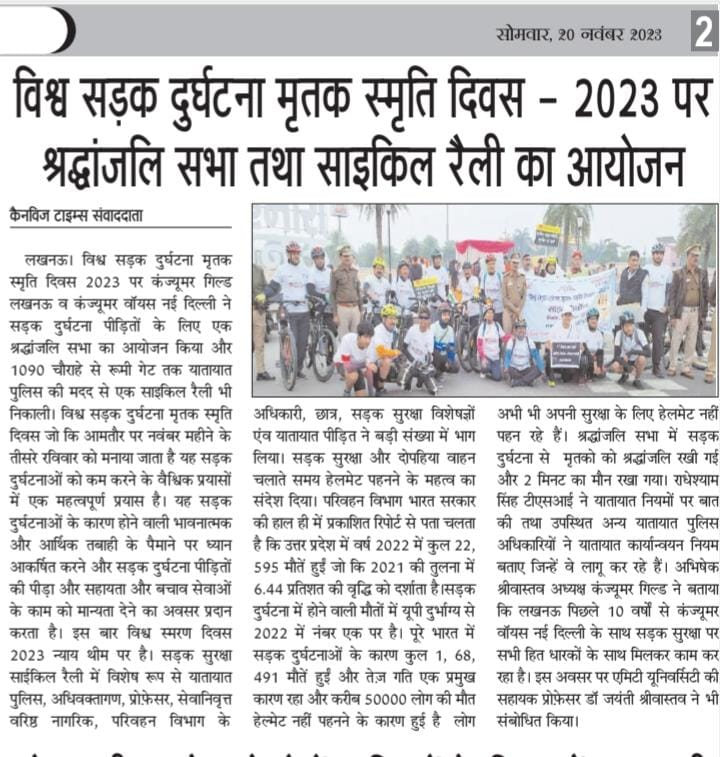 सोमवार, 20 नवंबर 2023
2
विश्व सड़क दुर्घटना मृतक स्मृति दिवस – 2023 पर
श्रद्धांजलि सभा तथा साइकिल रैली का आयोजन
कैनविज टाइम्स संवाददाता
लखनऊ। विश्व सड़क दुर्घटना मृतक
स्मृति दिवस 2023 पर कंज्यूमर गिल्ड
लखनऊ व कंज्यूमर वॉयस नई दिल्ली ने
सड़क दुर्घटना पीड़ितों के लिए एक
श्रद्धांजलि सभा का आयोजन किया और
1090 चौराहे से रूमी गेट तक यातायात
पुलिस की मदद से एक साइकिल रैली भी
निकाली। विश्व सड़क दुर्घटना मृतक स्मृति
दिवस जो कि आमतौर पर नवंबर महीने के
तीसरे रविवार को मनाया जाता है यह सड़क
दुर्घटनाओं को कम करने के वैश्विक प्रयासों
में एक महत्वपूर्ण प्रयास है। यह सड़क
दुर्घटनाओं के कारण होने वाली भावनात्मक
और आर्थिक तबाही के पैमाने पर ध्यान
आकर्षित करने और सड़क दुर्घटना पीड़ितों
की पीड़ा और सहायता और बचाव सेवाओं
के काम को मान्यता देने का अवसर प्रदान
करता है। इस बार विश्व स्मरण दिवस
2023 न्याय थीम पर है। सड़क सुरक्षा
साईकिल रैली में विशेष रूप से यातायात
पुलिस, अधिवक्तागण, प्रोफ़ेसर, सेवानिवृत्त
वरिष्ठ नागरिक, परिवहन विभाग के
अधिकारी, छात्र, सड़क सुरक्षा विशेषज्ञों
एंव यातायात पीड़ित ने बड़ी संख्या में भाग
लिया। सड़क सुरक्षा और दोपहिया वाहन
चलाते समय हेलमेट पहनने के महत्व का
संदेश दिया। परिवहन विभाग भारत सरकार
की हाल ही में प्रकाशित रिपोर्ट से पता चलता
है कि उत्तर प्रदेश में वर्ष 2022 में कुल 22,
595 मौतें हुईं जो कि 2021 की तुलना में
6.44 प्रतिशत की वृद्धि को दर्शाता है।सड़क
दुर्घटना में होने वाली मौतों में यूपी दुर्भाग्य से
2022 में नंबर एक पर है। पूरे भारत में
सड़क दुर्घटनाओं के कारण कुल 1, 68,
491 मौतें हुईं और तेज़ गति एक प्रमुख
कारण रहा और करीब 50000 लोग की मौत
हेल्मेट नहीं पहनने के कारण हुई है लोग
अभी भी अपनी सुरक्षा के लिए हेलमेट नहीं
पहन रहे हैं। श्रद्धांजलि सभा में सड़क
दुर्घटना से मृतको को श्रद्धांजलि रखी गई
और 2 मिनट का मौन रखा गया। राधेश्याम
सिंह टीएसआई ने यातायात नियमों पर बात
की तथा उपस्थित अन्य यातायात पुलिस
अधिकारियों ने यातायात कार्यान्वयन नियम
बताए जिन्हें वे लागू कर रहे हैं। अभिषेक
श्रीवास्तव अध्यक्ष कंज्यूमर गिल्ड ने बताया
कि लखनऊ पिछले 10 वर्षों से कंज्यूमर
वॉयस नई दिल्ली के साथ सड़क सुरक्षा पर
सभी हित धारकों के साथ मिलकर काम कर
रहा है। इस अवसर पर एमिटी यूनिवर्सिटी की
सहायक प्रोफ़ेसर डॉ जयंती श्रीवास्तव ने भी
संबोधित किया।